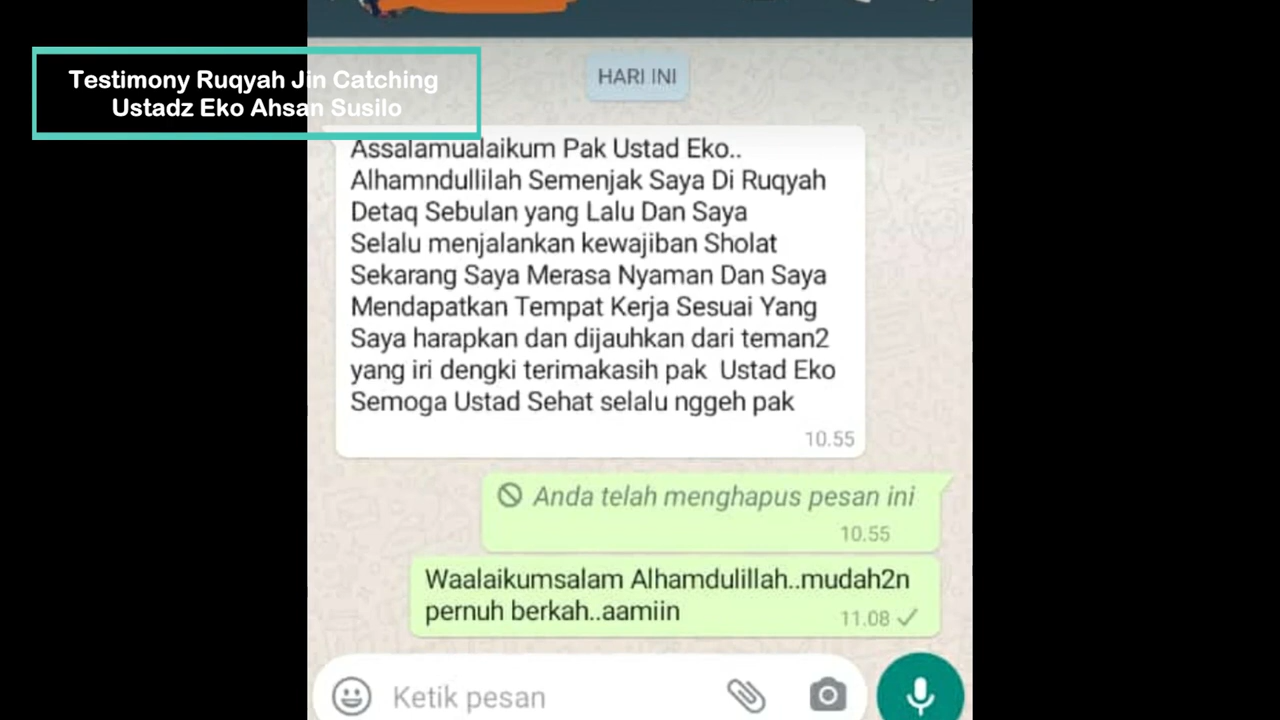 Testimony Ruqyah Jin Catching
Ustadz Eko Ahsan Susilo
HARI INI
Assalamualaikum Pak Ustad Eko..
Alhamndullilah Semenjak Saya Di Ruqyah
Detaq Sebulan yang Lalu Dan Saya
Selalu menjalankan kewajiban Sholat
Sekarang Saya Merasa Nyaman Dan Saya
Mendapatkan Tempat Kerja Sesuai Yang
Saya harapkan dan dijauhkan dari teman2
yang iri dengki terimakasih pak Ustad Eko
Semoga Ustad Sehat selalu nggeh pak
10.55
Anda telah menghapus pesan ini
10.55
Waalaikumsalam Alhamdulillah..mudah2n
pernuh berkah..aamiin
11.08
Ketik pesan